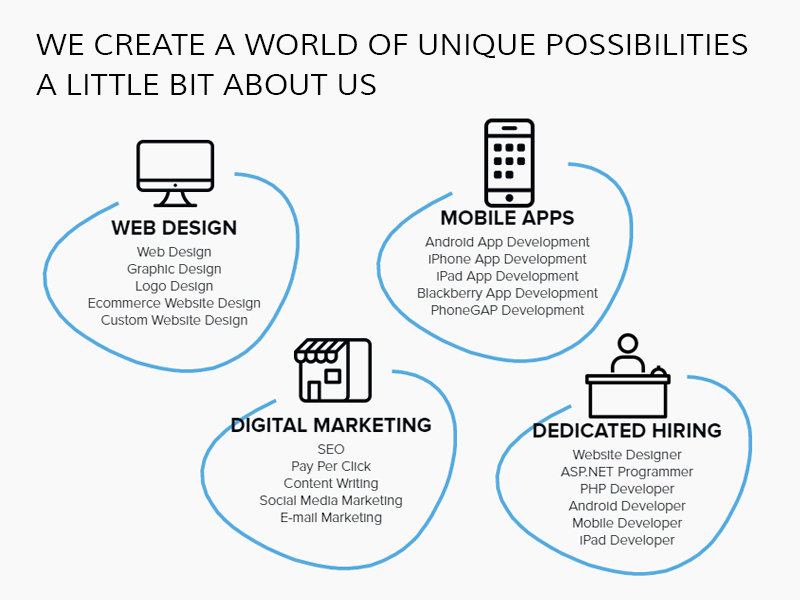 WE CREATE A WORLD OF UNIQUE POSSIBILITIES
A LITTLE BIT ABOUT US
WEB DESIGN
Web Design
Graphic Design
Logo Design
Ecommerce Website Design
Custom Website Design
MOBILE APPS
Android App Development
iPhone App Development
iPad App Development
Blackberry App Development
PhoneGAP Development
DIGITAL MARKETING
SEO
Pay Per Click
Content Writing
Social Media Marketing
E-mail Marketing
DEDICATED HIRING
Website Designer
ASP.NET Programmer
PHP Developer
Android Developer
Mobile Developer
iPad Developer